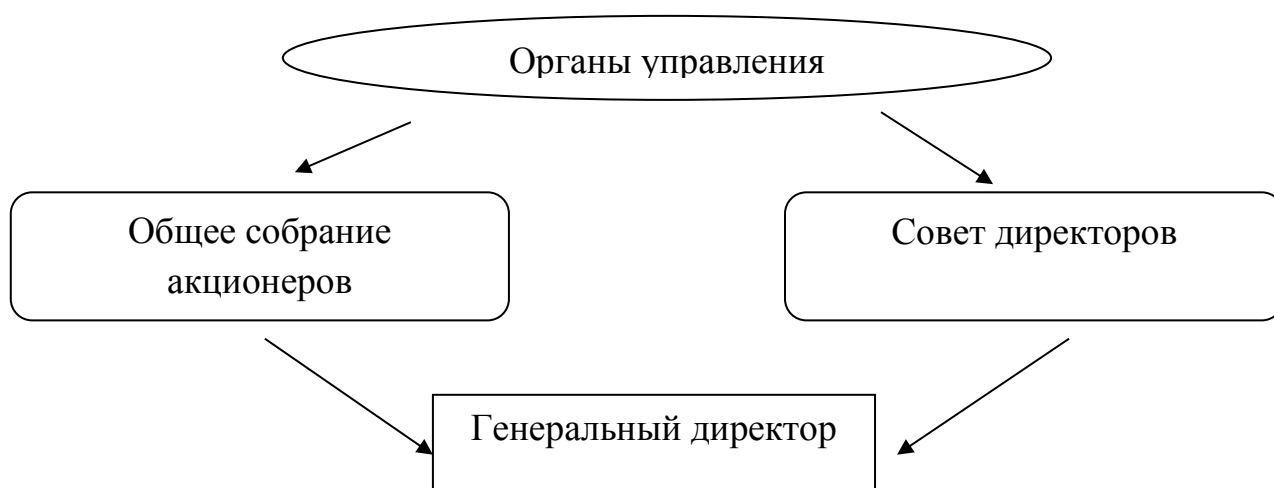 Органы управления
Общее собрание
акционеров
Совет директоров
Генеральный директор